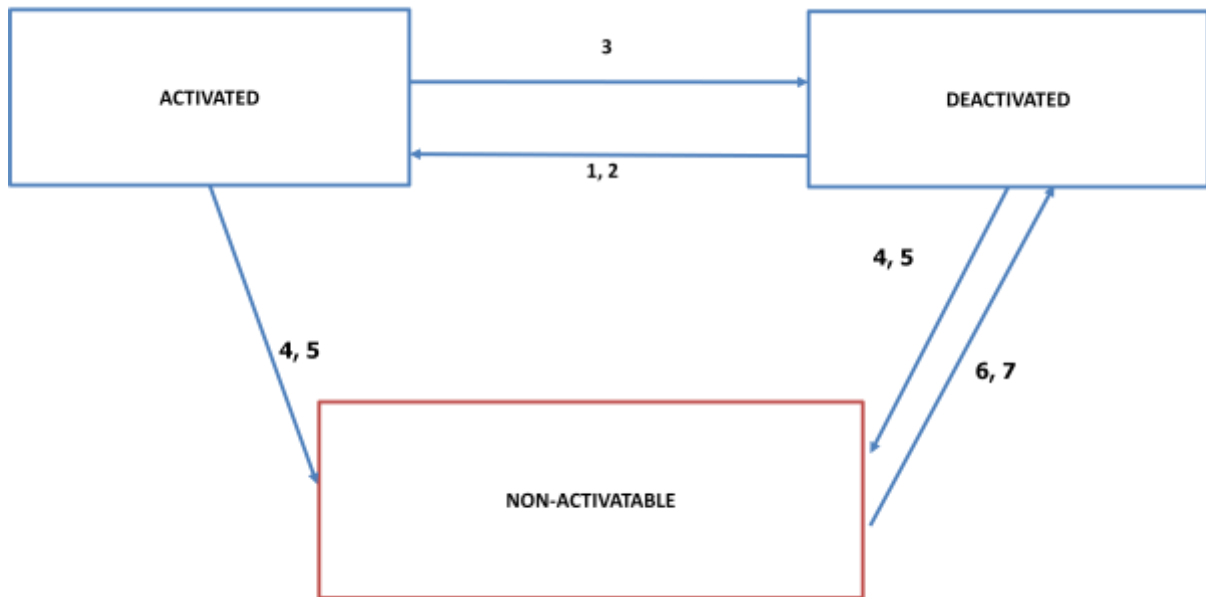 3
ACTIVATED
DEACTIVATED
1, 2
4, 5
4, 5
6, 7
NON-ACTIVATABLE